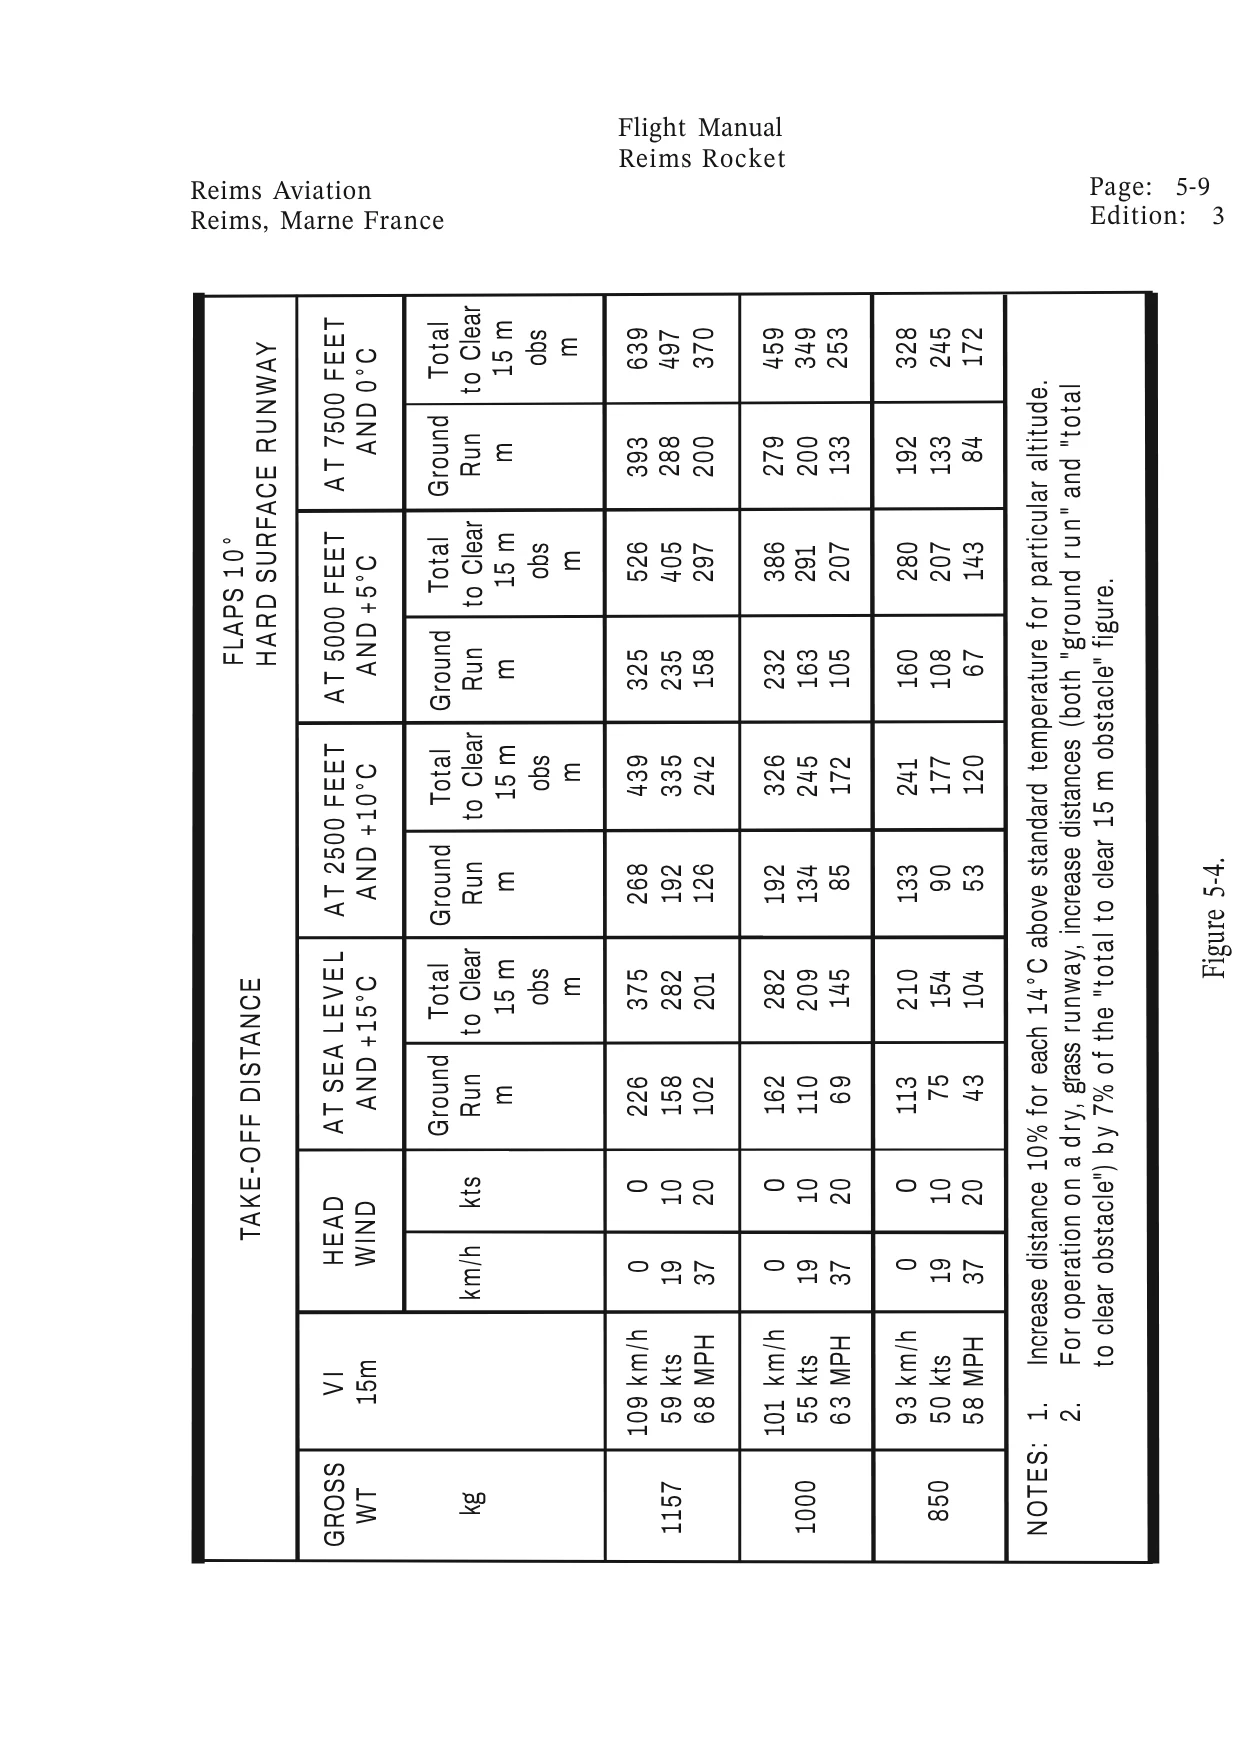 Flight Manual
Reims Rocket
Reims Aviation
Reims, Marne France
Page: 5-9
Edition: 3
TAKE-OFF DISTANCE
FLAPS 10°
HARD SURFACE RUNWAY
GROSS
WT
kg
VI
15m
HEAD
WIND
km/h kts
AT SEA LEVEL
AND +15°C
AT 2500 FEET
AND +10°C
AT 5000 FEET
AND +5°C
AT 7500 FEET
AND 0°C
Ground
Run
m
Total
to Clear
15 m
obs
m
Ground
Run
m
Total
to Clear
15 m
obs
m
Ground
Run
m
Total
to Clear
15 m
obs
m
Ground
Run
m
Total
to Clear
15 m
obs
m
109 km/h 0 0 226 375 268 439 325 526 393 639
1157 59 kts 19 10 158 282 192 335 235 405 288 497
68 MPH 37 20 102 201 126 242 158 297 200 370
101 km/h 0 0 162 282 192 326 232 386 279 459
1000 55 kts 19 10 110 209 134 245 163 291 200 349
63 MPH 37 20 69 145 85 172 105 207 133 253
93 km/h 0 0 113 210 133 241 160 280 192 328
850 50 kts 19 10 75 154 90 177 108 207 133 245
58 MPH 37 20 43 104 53 120 67 143 84 172
NOTES: 1. Increase distance 10% for each 14°C above standard temperature for particular altitude.
2. For operation on a dry, grass runway, increase distances (both "ground run" and "total
to clear obstacle") by 7% of the "total to clear 15 m obstacle" figure.
Figure 5-4.